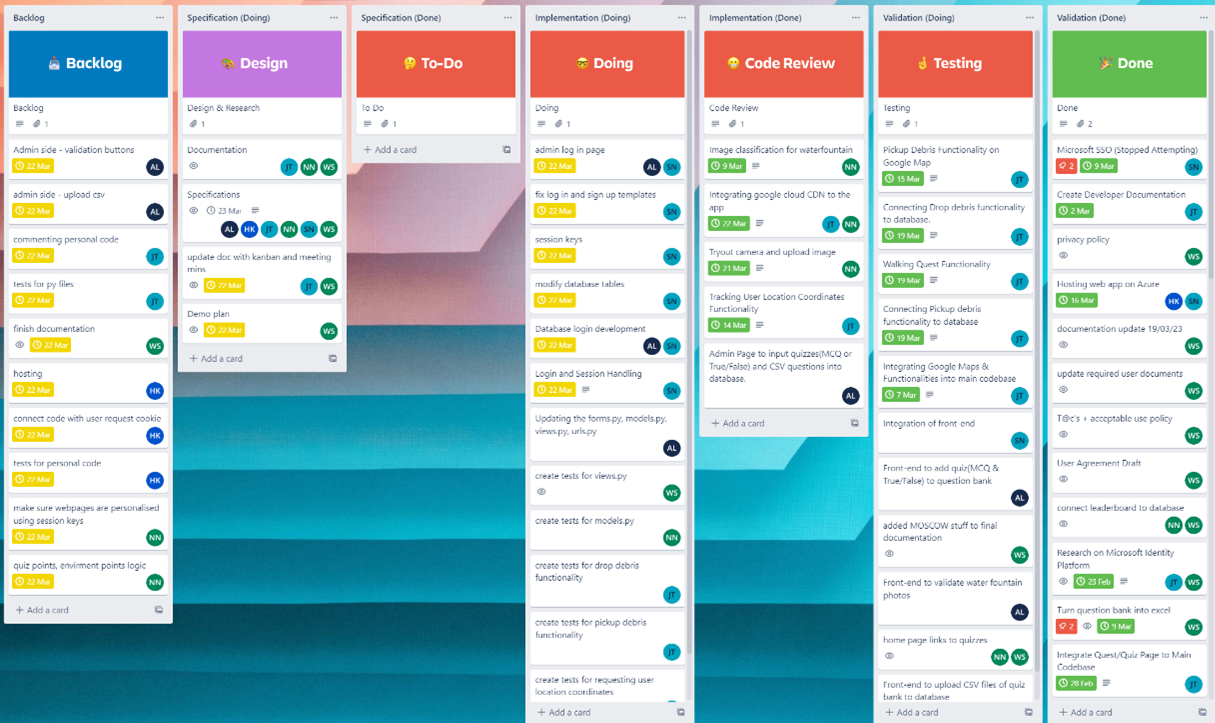 Backlog
Backlog
Backlog
1
Admin side - validation buttons
22 Mar
AL
admin side - upload csv
22 Mar
AL
commenting personal code
22 Mar
JT
tests for py files
22 Mar
JT
finish documentation
22 Mar
WS
hosting
22 Mar
HK
connect code with user request cookie
22 Mar
HK
tests for personal code
22 Mar
HK
make sure webpages are personalised
using session keys
22 Mar
NN
quiz points, envirment points logic
22 Mar
NN
+ Add a card
Specification (Doing)
Design
Design & Research
1
Documentation
JT NN WS
Specifications
23 Mar
AL HK JT NN SN WS
update doc with kanban and meeting
mins
22 Mar
JT WS
Demo plan
22 Mar
WS
+ Add a card
Specification (Done)
To-Do
To Do
1
+ Add a card
Implementation (Doing)
Doing
Doing
1
admin log in page
22 Mar
AL SN
fix log in and sign up templates
22 Mar
SN
session keys
22 Mar
SN
modify database tables
22 Mar
SN
Database login development
22 Mar
AL SN
Login and Session Handling
22 Mar
SN
Updating the forms.py, models.py,
views.py, urls.py
AL
create tests for views.py
WS
create tests for models.py
NN
create tests for drop debris
functionality
JT
create tests for pickup debris
functionality
JT
create tests for requesting user
location coordinates
+ Add a card
Implementation (Done)
Code Review
Code Review
1
Image classification for waterfountain
9 Mar
NN
Integrating google cloud CDN to the
app
22 Mar
JT NN
Tryout camera and upload image
21 Mar
NN
Tracking User Location Coordinates
Functionality
14 Mar
JT
Admin Page to input quizzes(MCQ or
True/False) and CSV questions into
database.
AL
+ Add a card
Validation (Doing)
Testing
Testing
1
Pickup Debris Functionality on
Google Map
15 Mar
JT
Connecting Drop debris functionality
to database.
19 Mar
JT
Walking Quest Functionality
19 Mar
JT
Connecting Pickup debris
functionality to database
19 Mar
JT
Integrating Google Maps &
Functionalities into main codebase
7 Mar
JT
Integration of front-end
SN
Front-end to add quiz(MCQ &
True/False) to question bank
AL
added MOSCOW stuff to final
documentation
WS
Front-end to validate water fountain
photos
AL
home page links to quizzes
NN WS
Front-end to upload CSV files of quiz
bank to database
+ Add a card
Validation (Done)
Done
Done
2
Microsoft SSO (Stopped Attempting)
2 9 Mar
SN
Create Developer Documentation
2 Mar
JT
privacy policy
WS
Hosting web app on Azure
16 Mar
HK SN
documentation update 19/03/23
WS
update required user documents
WS
T@c's + acceptable use policy
WS
User Agreement Draft
WS
connect leaderboard to database
NN WS
Research on Microsoft Identity
Platform
23 Feb
JT WS
Turn question bank into excel
2 9 Mar
WS
Integrate Quest/Quiz Page to Main
Codebase
28 Feb
JT
+ Add a card